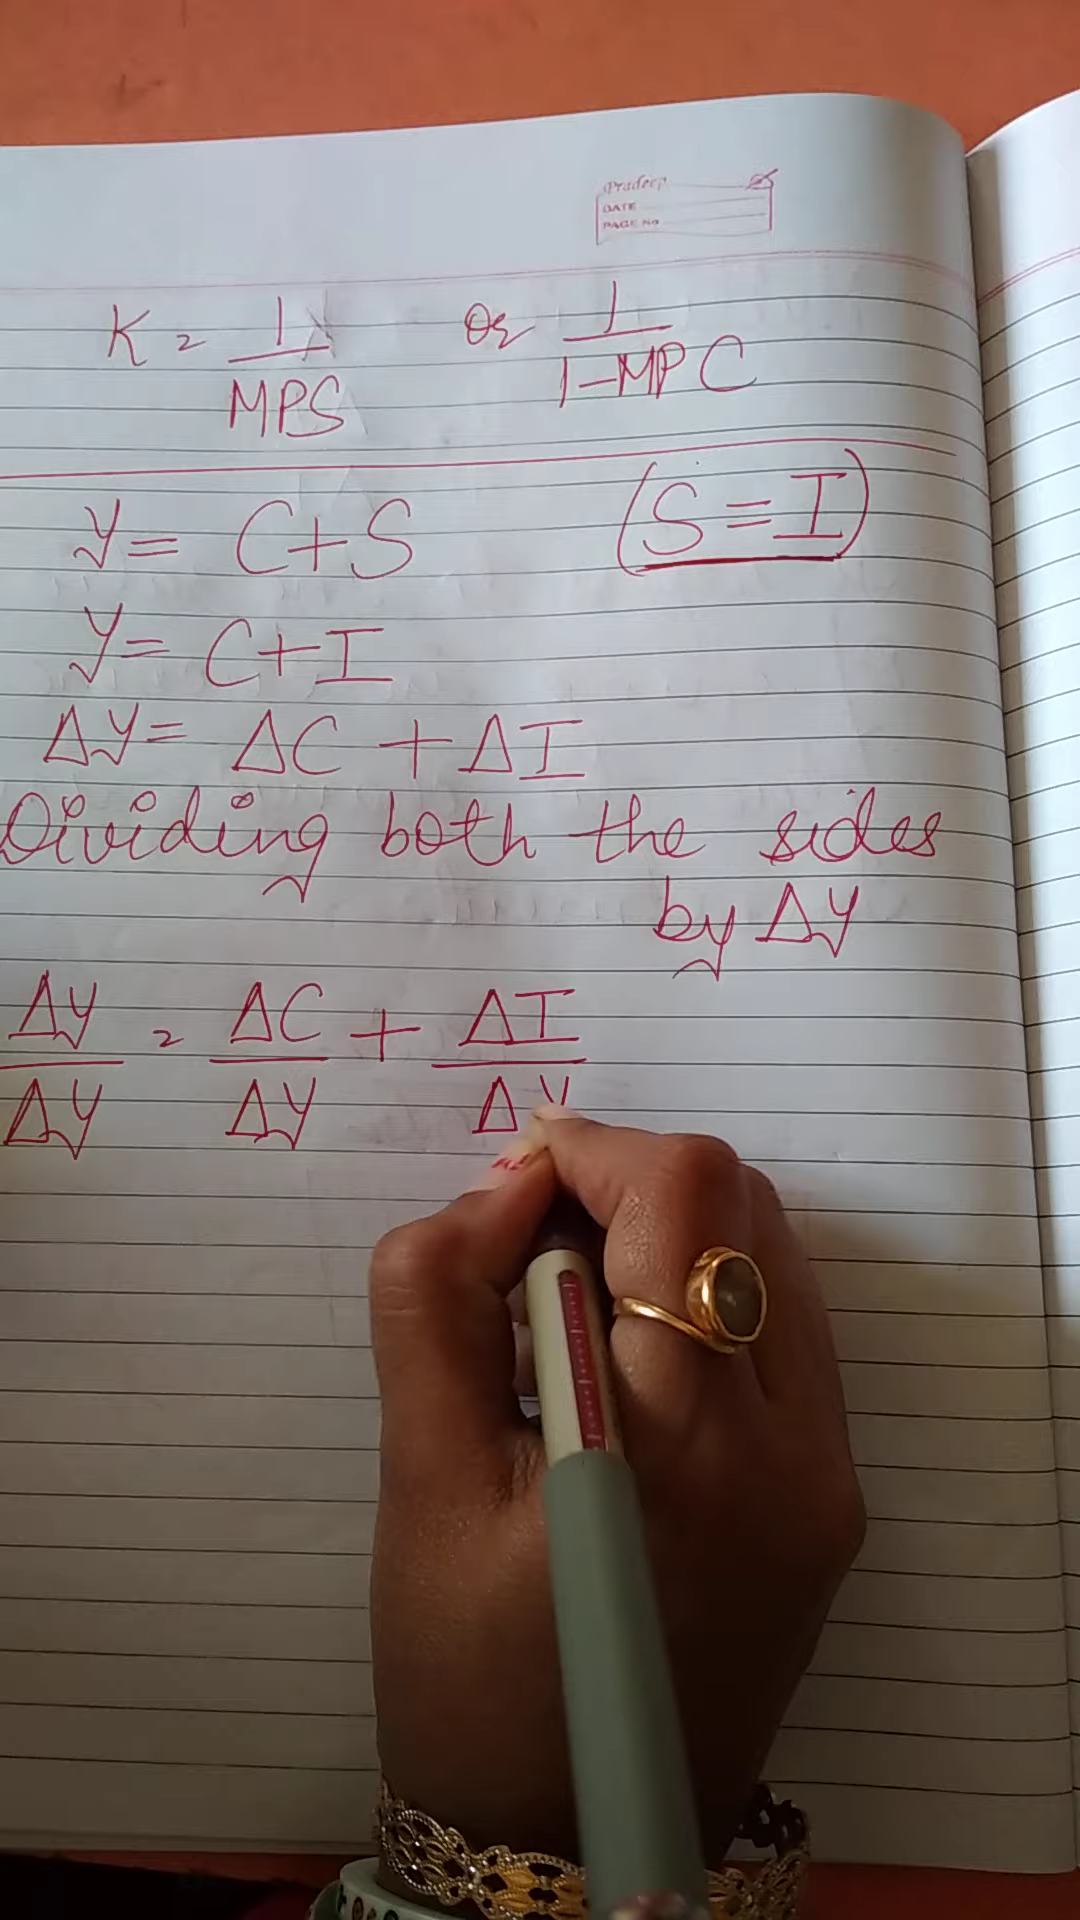 Pradeep
DATE
PAGE No
K = 1/MPS or 1/1-MPC
Y = C+S (S = I)
Y = C+I
ΔY = ΔC + ΔI
Dividing both the sides
by ΔY
ΔY/ΔY = ΔC/ΔY + ΔI/ΔY